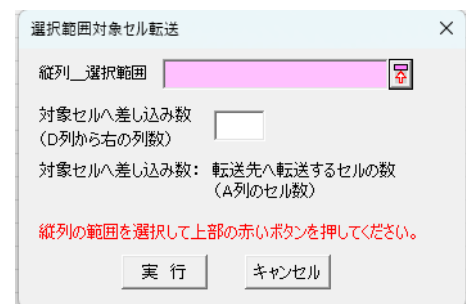 選択範囲対象セル転送
縦列__選択範囲
対象セルへ差し込み数
(D列から右の列数)
対象セルへ差し込み数: 転送先へ転送するセルの数
(A列のセル数)
縦列の範囲を選択して上部の赤いボタンを押してください。
実 行 キャンセル